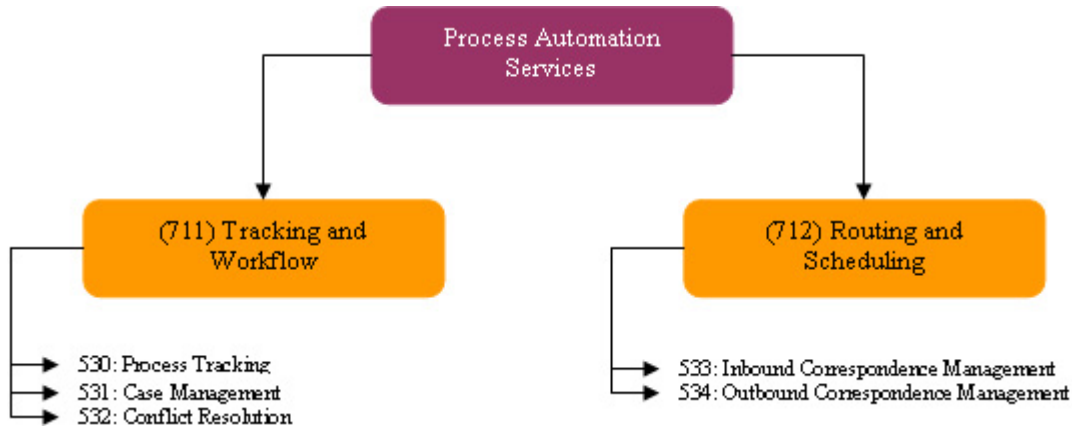 Process Automation
Services
(711) Tracking and
Workflow
(712) Routing and
Scheduling
530: Process Tracking
531: Case Management
532: Conflict Resolution
533: Inbound Correspondence Management
534: Outbound Correspondence Management